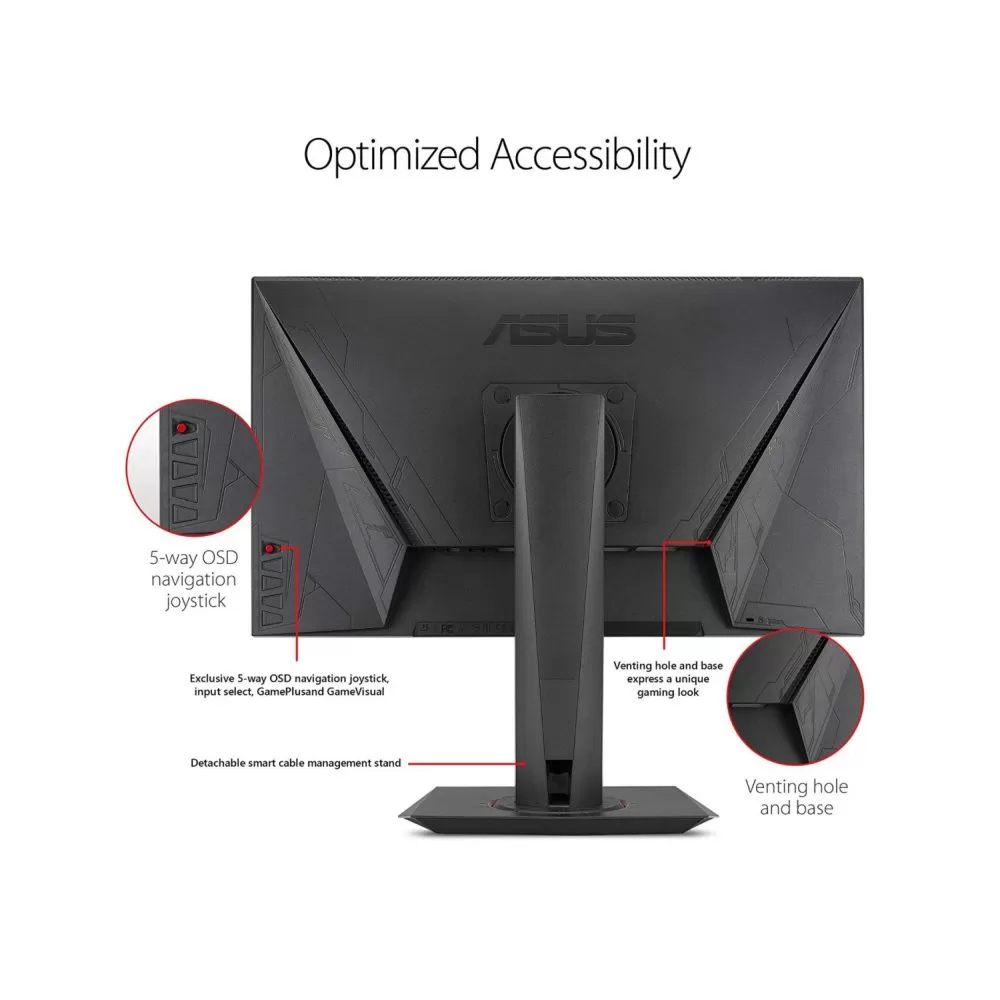 Optimized Accessibility
ASUS
5-way OSD
navigation
joystick
Exclusive 5-way OSD navigation joystick,
input select, GamePlusand GameVisual
Venting hole and base
express a unique
gaming look
Detachable smart cable management stand
Venting hole
and base